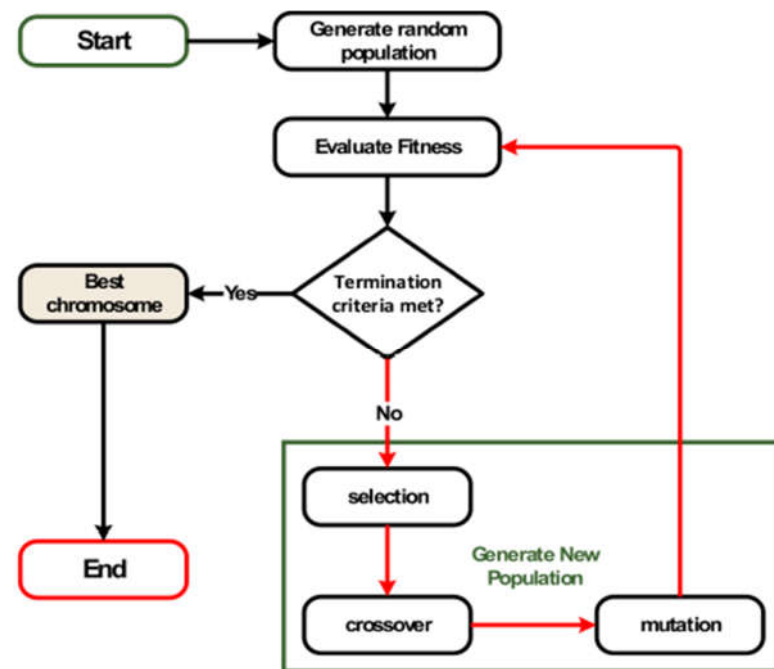 Start
Generate random
population
Evaluate Fitness
Termination
criteria met?
Yes
Best
chromosome
No
selection
Generate New
Population
End
crossover
mutation